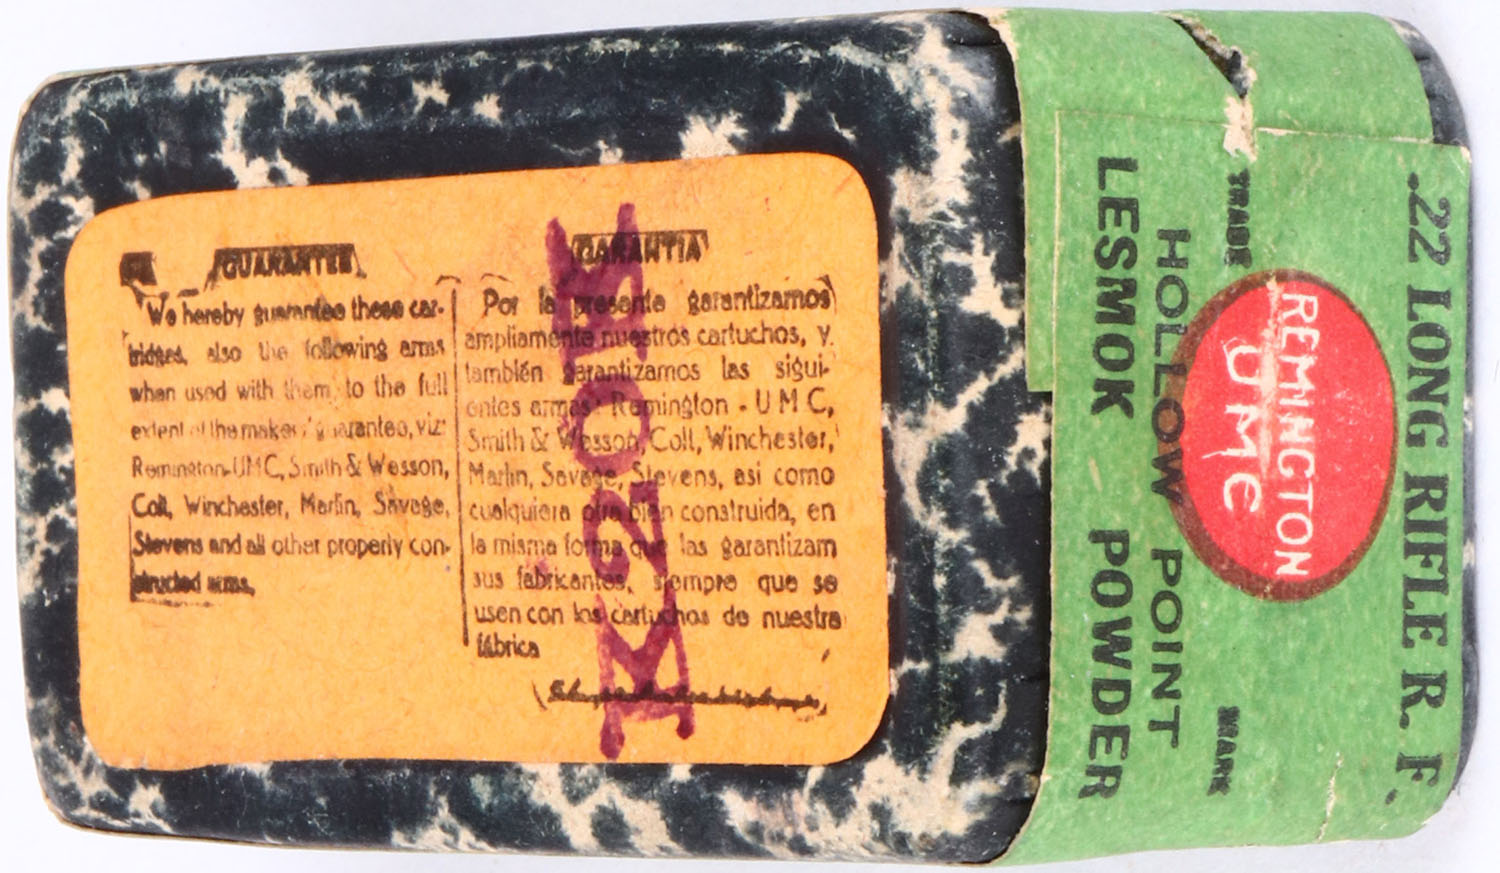 GUARANTEE
We hereby guarantee these car-
tridges, also the following arms
when used with them, to the full
extent of the makers' guarantee, viz:
Remington-UMC, Smith & Wesson,
Colt, Winchester, Marlin, Savage,
Stevens and all other properly con-
structed arms.
GARANTIA
Por la presente garantizamos
ampliamente nuestros cartuchos, y
también garantizamos las sigui-
entes armas: Remington - U M C,
Smith & Wesson, Colt, Winchester,
Marlin, Savage, Stevens, asi como
cualquiera otra bien construida, en
la misma forma que las garantizam
sus fabricantes, siempre que se
usen con los cartuchos de nuestra
fábrica
.22 LONG RIFLE R. F.
REMINGTON
UMC
TRADE MARK
HOLLOW POINT
LESMOK POWDER